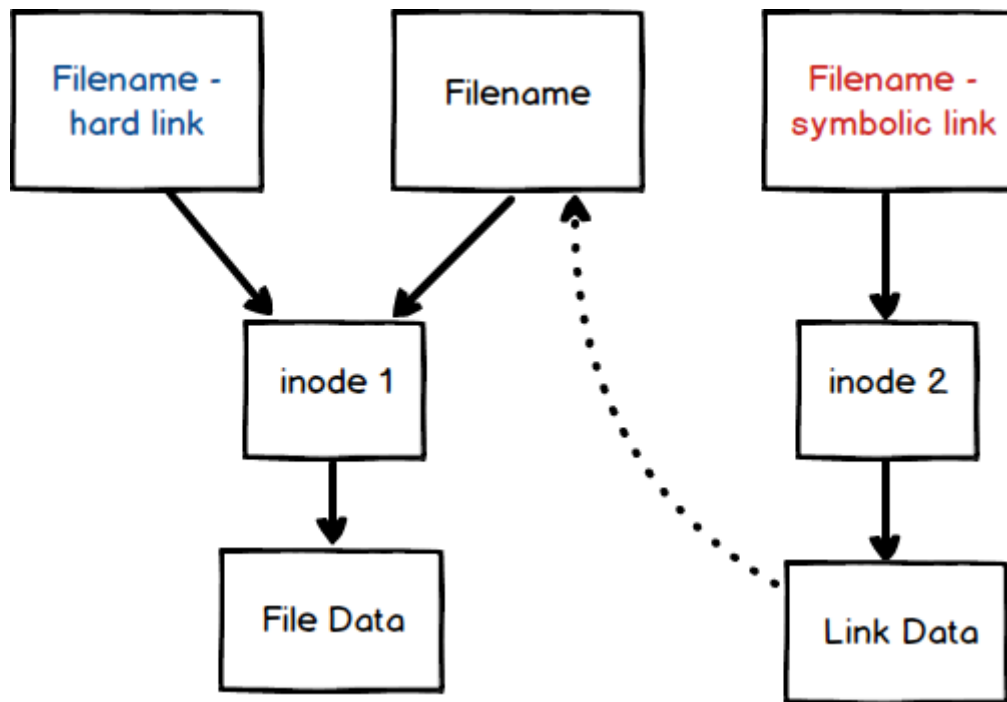 Filename -
hard link
Filename
Filename -
symbolic link
inode 1
inode 2
File Data
Link Data